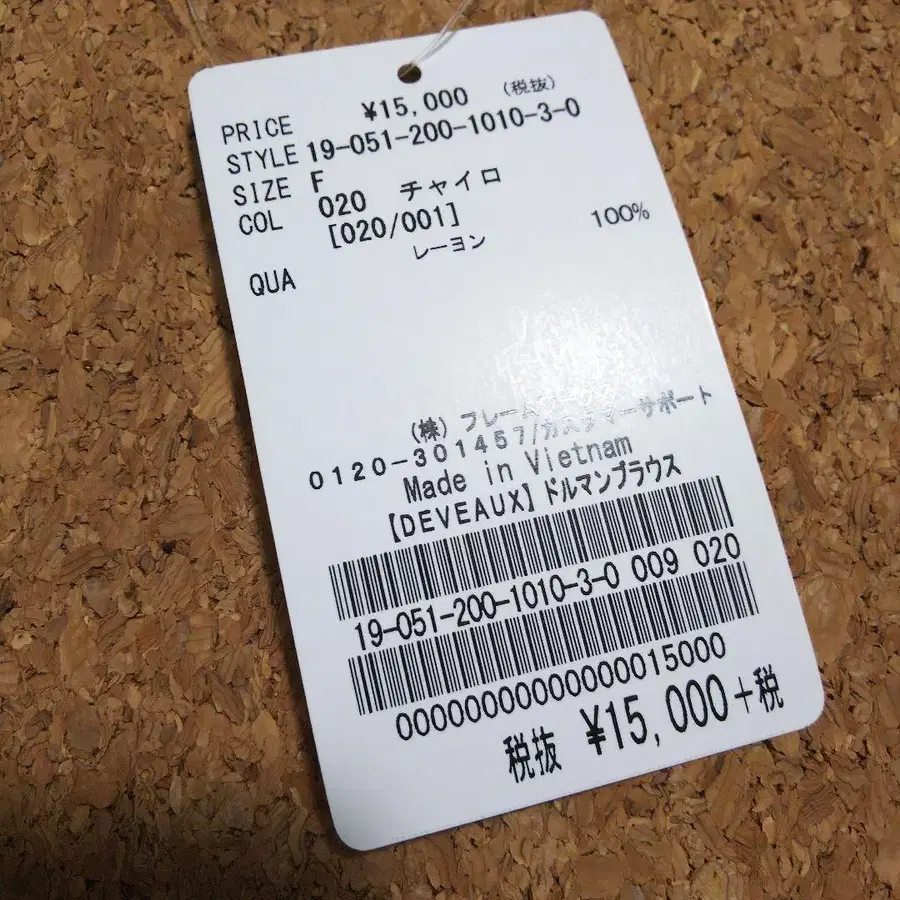 PRICE ¥15,000 (税抜)
STYLE 19-051-200-1010-3-0
SIZE F
COL 020 チャイロ
[020/001]
レーヨン 100%
QUA
(株) フレーム
0120-301457/カスタマーサポート
Made in Vietnam
【DEVEAUX】ドルマンブラウス
19-051-200-1010-3-0 009 020
00000000000000015000
税抜 ¥15,000+税